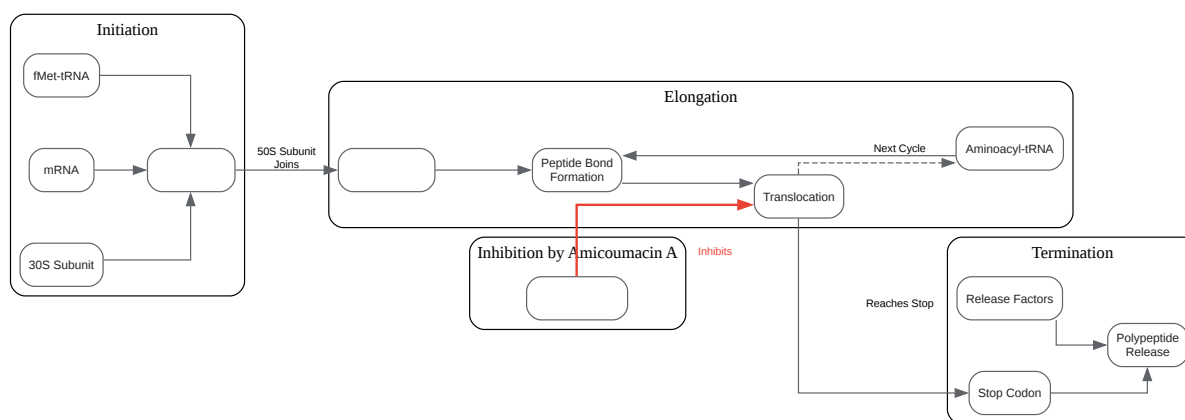 Initiation
fMet-tRNA
mRNA
30S Subunit
50S Subunit
Joins
Elongation
Peptide Bond
Formation
Next Cycle
Aminoacyl-tRNA
Translocation
Inhibition by Amicoumacin A
Inhibits
Reaches Stop
Termination
Release Factors
Polypeptide
Release
Stop Codon